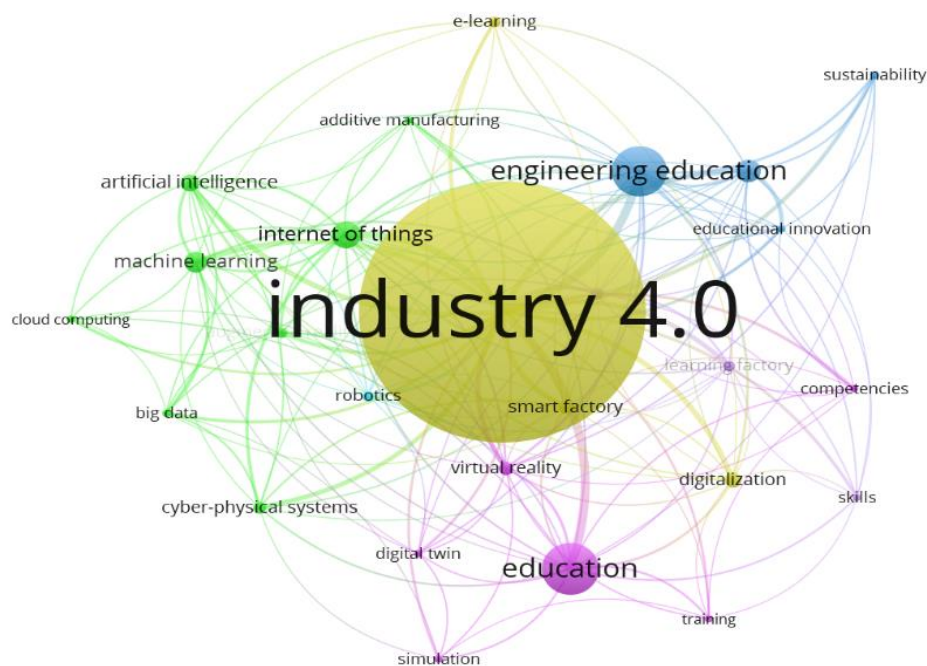 e-learning
sustainability
additive manufacturing
engineering education
artificial intelligence
internet of things
educational innovation
machine learning
industry 4.0
cloud computing
learning factory
competencies
robotics
smart factory
big data
virtual reality
digitalization
skills
cyber-physical systems
digital twin
education
training
simulation